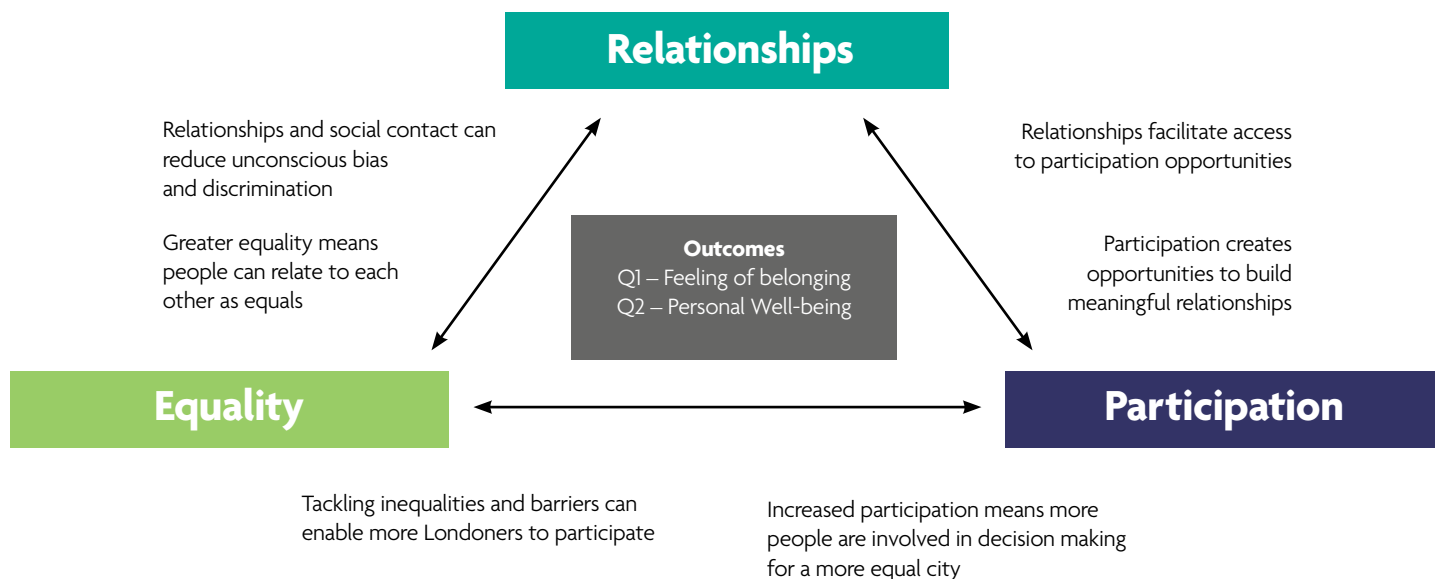 Relationships
Relationships and social contact can
reduce unconscious bias
and discrimination
Greater equality means
people can relate to each
other as equals
Relationships facilitate access
to participation opportunities
Participation creates
opportunities to build
meaningful relationships
Outcomes
Q1 – Feeling of belonging
Q2 – Personal Well-being
Equality
Participation
Tackling inequalities and barriers can
enable more Londoners to participate
Increased participation means more
people are involved in decision making
for a more equal city